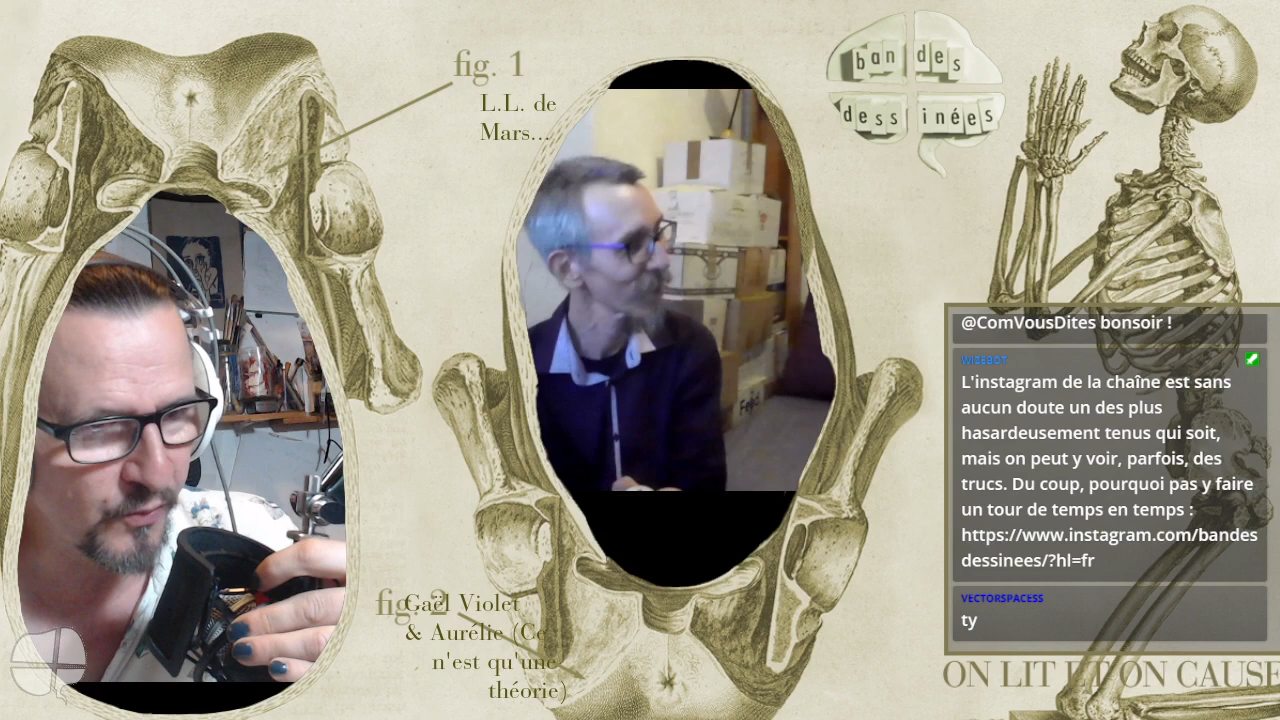 fig. 1
L.L. de
Mars...
ban des
dess inées
@ComVousDites bonsoir !
WIZEBOT
L'instagram de la chaîne est sans
aucun doute un des plus
hasardeusement tenus qui soit,
mais on peut y voir, parfois, des
trucs. Du coup, pourquoi pas y faire
un tour de temps en temps :
https://www.instagram.com/bandes
dessinees/?hl=fr
VECTORSPACESS
ty
fig. 2
Gaël Violet
& Aurélie (Ce
n'est qu'une
théorie)
ON LIT ET ON CAUSE